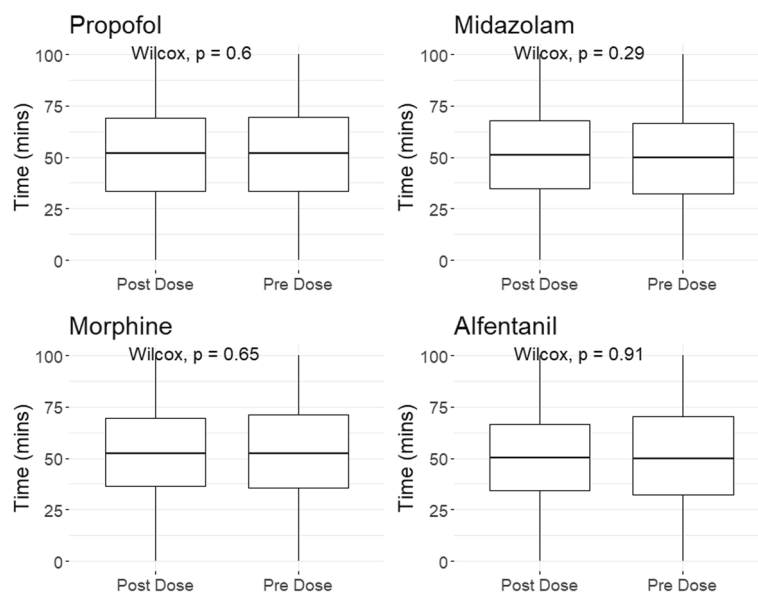 Propofol
Wilcox, p = 0.6
Time (mins)
100
75
50
25
0
Post Dose
Pre Dose
Midazolam
Wilcox, p = 0.29
Time (mins)
100
75
50
25
0
Post Dose
Pre Dose
Morphine
Wilcox, p = 0.65
Time (mins)
100
75
50
25
0
Post Dose
Pre Dose
Alfentanil
Wilcox, p = 0.91
Time (mins)
100
75
50
25
0
Post Dose
Pre Dose